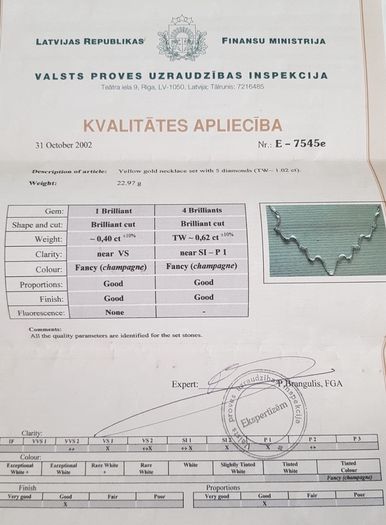 LATVIJAS REPUBLIKAS FINANSU MINISTRIJA
VALSTS PROVES UZRAUDZĪBAS INSPEKCIJA
Teātra iela 9, Rīga, LV-1050, Latvija; Tālrunis: 7216485
KVALITĀTES APLIECĪBA
31 October 2002 Nr.: E - 7545e
Description of article: Yellow gold necklace set with 5 diamonds (TW~ 1.02 ct).
Weight: 22,97 g
Gem: 1 Brilliant 4 Brilliants
Shape and cut: Brilliant cut Brilliant cut
Weight: ~ 0,40 ct ±10% TW ~ 0,62 ct ±10%
Clarity: near VS near SI - P 1
Colour: Fancy (champagne) Fancy (champagne)
Proportions: Good Good
Finish: Good Good
Fluorescence: None -
Comments:
All the quality parameters are identified for the set stones.
Expert: P.Brangulis, FGA
Ekspertīzēm
Clarity:
IF VVS 1 VVS 2 VS 1 VS 2 SI 1 SI 2 P 1 P 2 P 3
↔ X ↔X ↔ X X ↔X X ↔
Colour:
Exceptional White + Exceptional White Rare White + Rare White White Slightly Tinted White Tinted White Tinted Colour
Fancy (champagne)
Finish Proportions
Very good Good Fair Poor Very good Good Fair Poor
X X